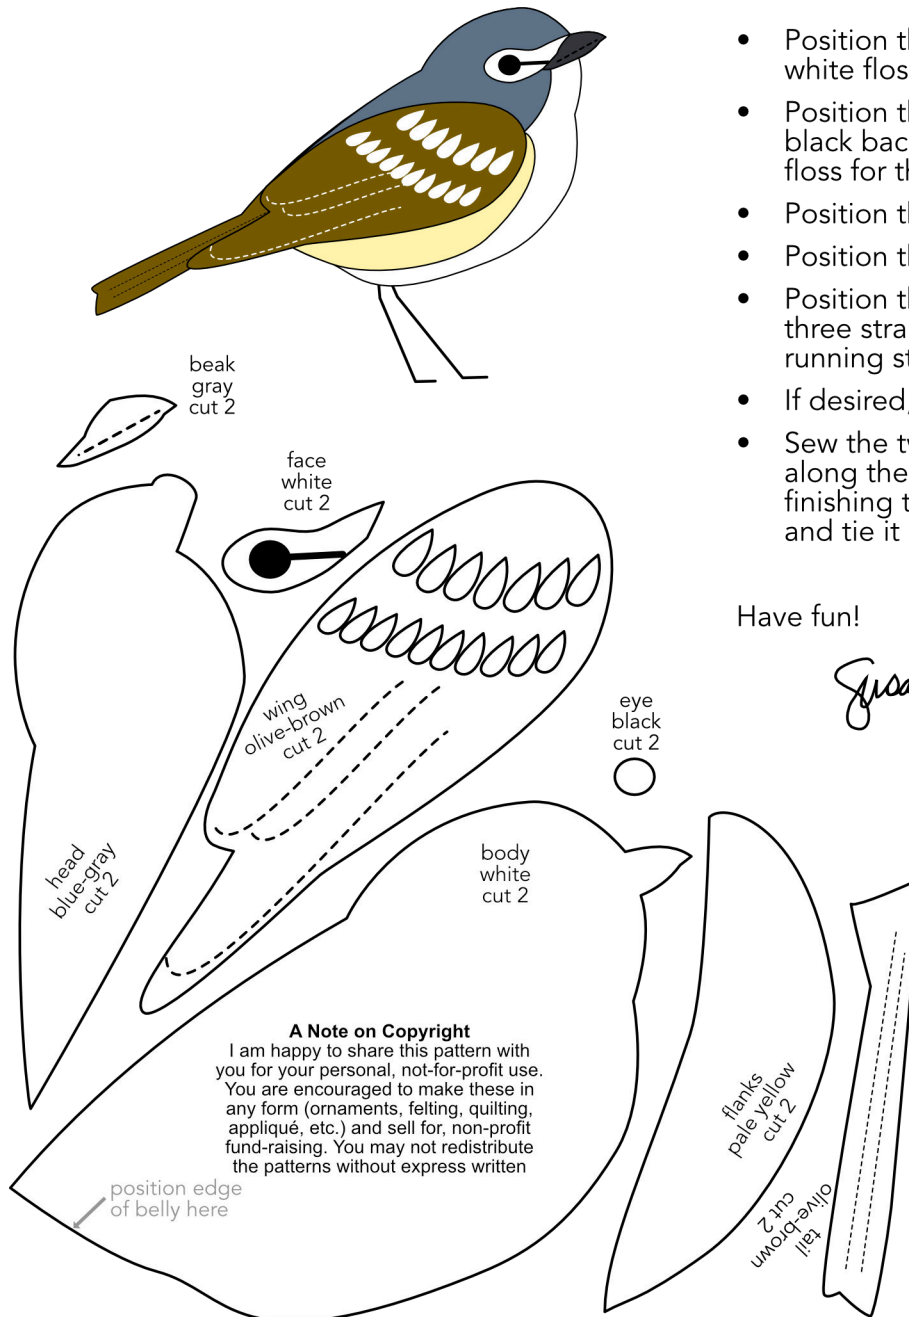 • Position th
white flos
• Position th
black bac
floss for th
• Position th
• Position th
• Position th
three stra
running st
• If desired,
• Sew the tw
along the
finishing t
and tie it
Have fun!
Susa
beak
gray
cut 2
face
white
cut 2
wing
olive-brown
cut 2
eye
black
cut 2
head
blue-gray
cut 2
body
white
cut 2
flanks
pale yellow
cut 2
tail
olive-brown
cut 2
A Note on Copyright
I am happy to share this pattern with
you for your personal, not-for-profit use.
You are encouraged to make these in
any form (ornaments, felting, quilting,
appliqué, etc.) and sell for, non-profit
fund-raising. You may not redistribute
the patterns without express written
position edge
of belly here